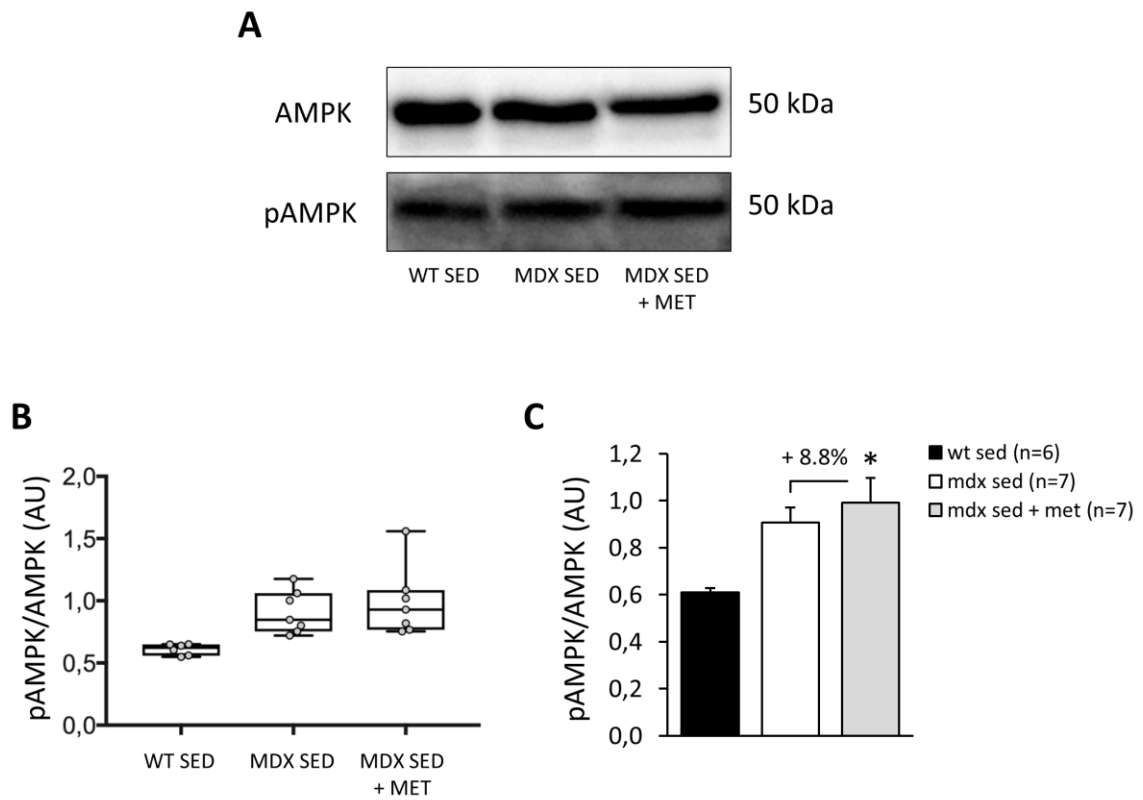 A
AMPK
50 kDa
pAMPK
50 kDa
WT SED
MDX SED
MDX SED
+ MET
B
pAMPK/AMPK (AU)
2,0
1,5
1,0
0,5
0,0
WT SED
MDX SED
MDX SED
+ MET
C
pAMPK/AMPK (AU)
1,2
1,0
0,8
0,6
0,4
0,2
0,0
+ 8.8%
*
wt sed (n=6)
mdx sed (n=7)
mdx sed + met (n=7)